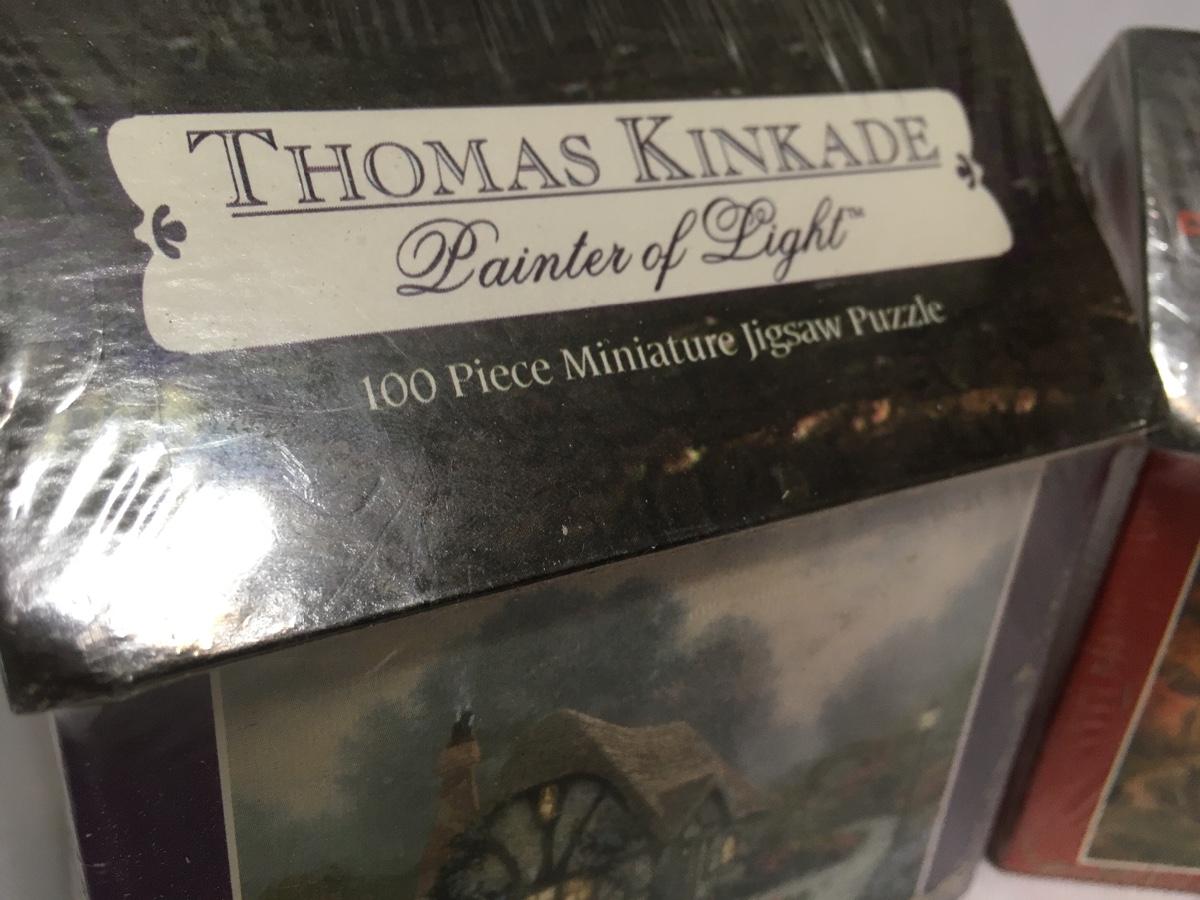 THOMAS KINKADE
Painter of Light™
100 Piece Miniature Jigsaw Puzzle